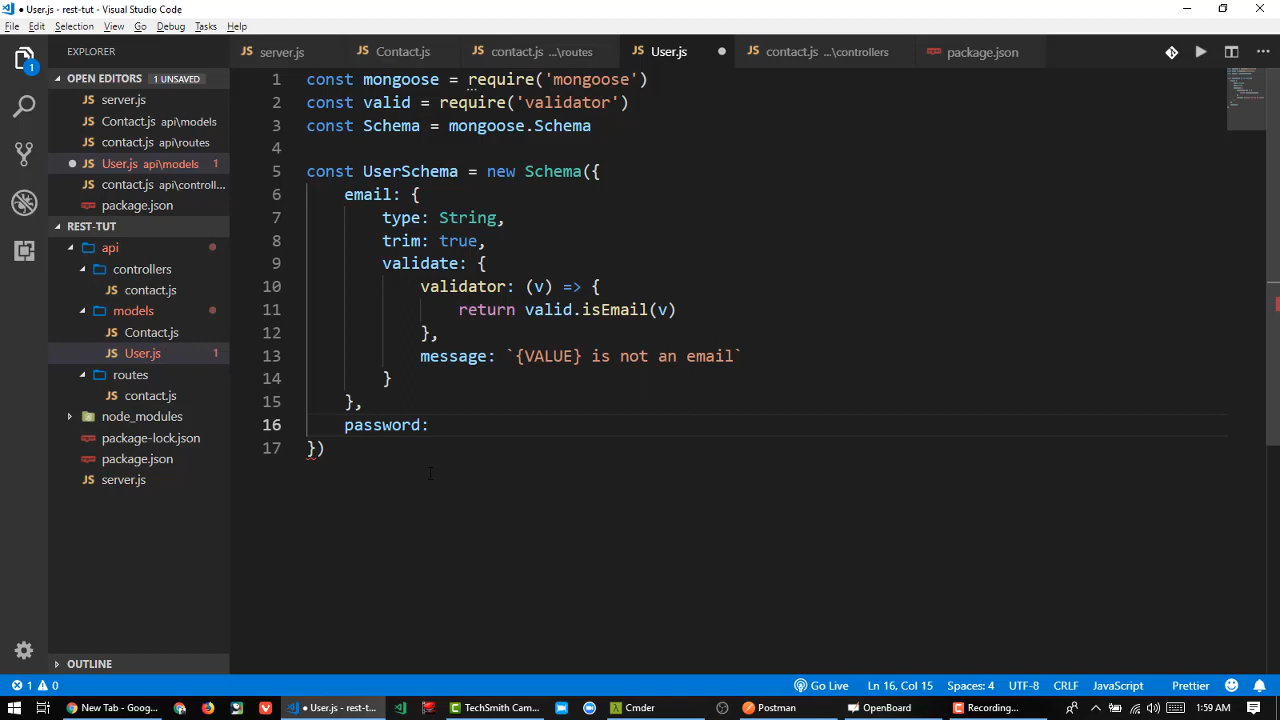 User.js - rest-tut - Visual Studio Code
File Edit Selection View Go Debug Tasks Help
EXPLORER
server.js Contact.js contact.js ...\routes User.js contact.js ...\controllers package.json
OPEN EDITORS 1 UNSAVED
server.js
Contact.js api\models
contact.js api\routes
User.js api\models 1
contact.js api\controll...
package.json
REST-TUT
api
controllers
contact.js
models
Contact.js
User.js 1
routes
contact.js
node_modules
package-lock.json
package.json
server.js
OUTLINE
1
1 const mongoose = require('mongoose')
2 const valid = require('validator')
3 const Schema = mongoose.Schema
4
5 const UserSchema = new Schema({
6 email: {
7 type: String,
8 trim: true,
9 validate: {
10 validator: (v) => {
11 return valid.isEmail(v)
12 },
13 message: `{VALUE} is not an email`
14 }
15 },
16 password:
17 })
1 0 Go Live Ln 16, Col 15 Spaces: 4 UTF-8 CRLF JavaScript Prettier
New Tab - Goog... User.js - rest-t... TechSmith Cam... Cmder Postman OpenBoard Recording... 1:59 AM